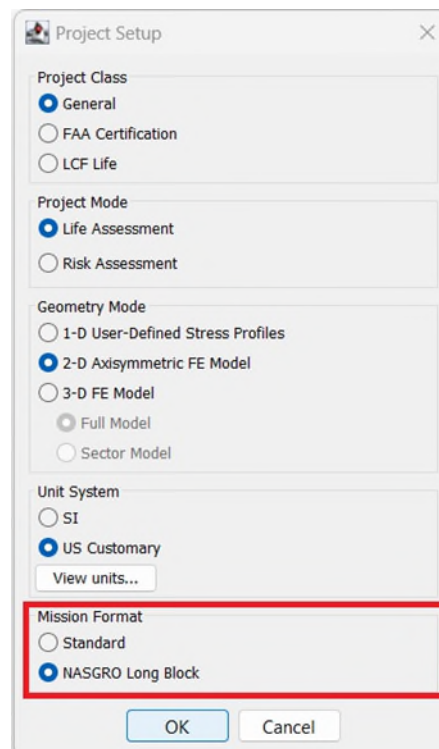 Project Setup
Project Class
General
FAA Certification
LCF Life
Project Mode
Life Assessment
Risk Assessment
Geometry Mode
1-D User-Defined Stress Profiles
2-D Axisymmetric FE Model
3-D FE Model
Full Model
Sector Model
Unit System
SI
US Customary
View units...
Mission Format
Standard
NASGRO Long Block
OK Cancel